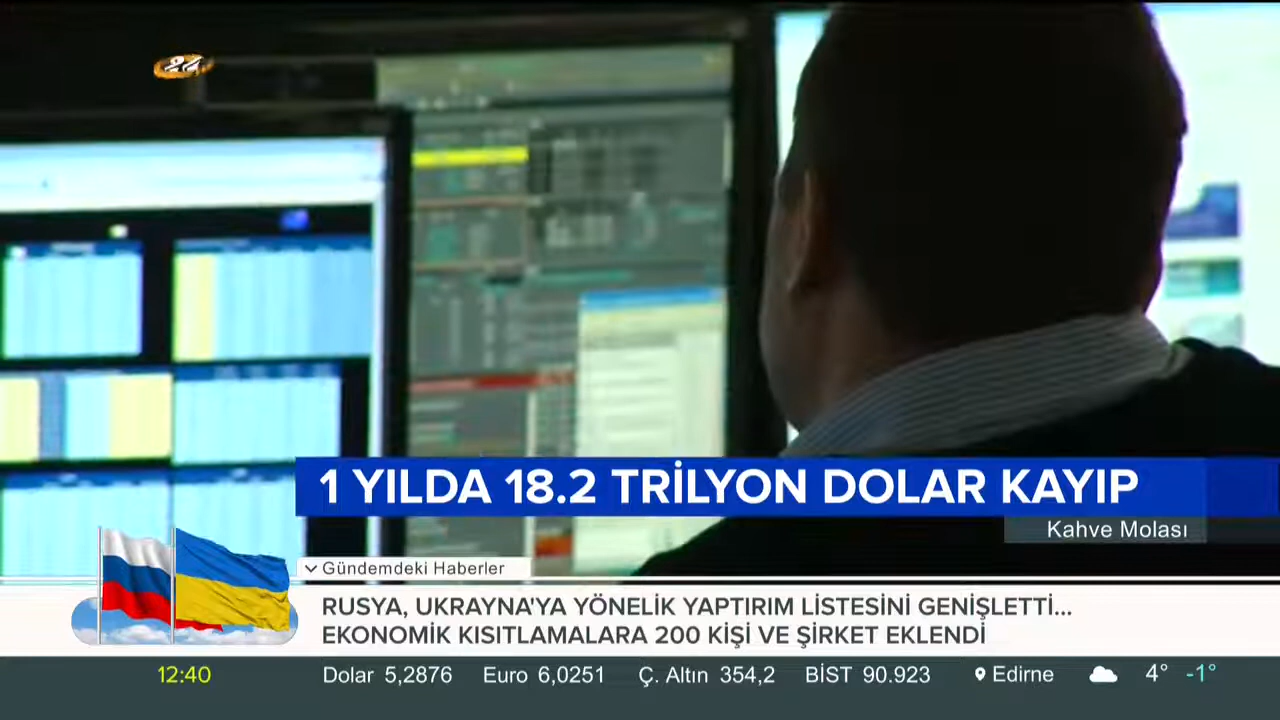 24
1 YILDA 18.2 TRİLYON DOLAR KAYIP
Kahve Molası
Gündemdeki Haberler
RUSYA, UKRAYNA'YA YÖNELİK YAPTIRIM LİSTESİNİ GENİŞLETTİ...
EKONOMİK KISITLAMALARA 200 KİŞİ VE ŞİRKET EKLENDİ
12:40 Dolar 5,2876 Euro 6,0251 Ç. Altın 354,2 BİST 90.923 Edirne 4° -1°